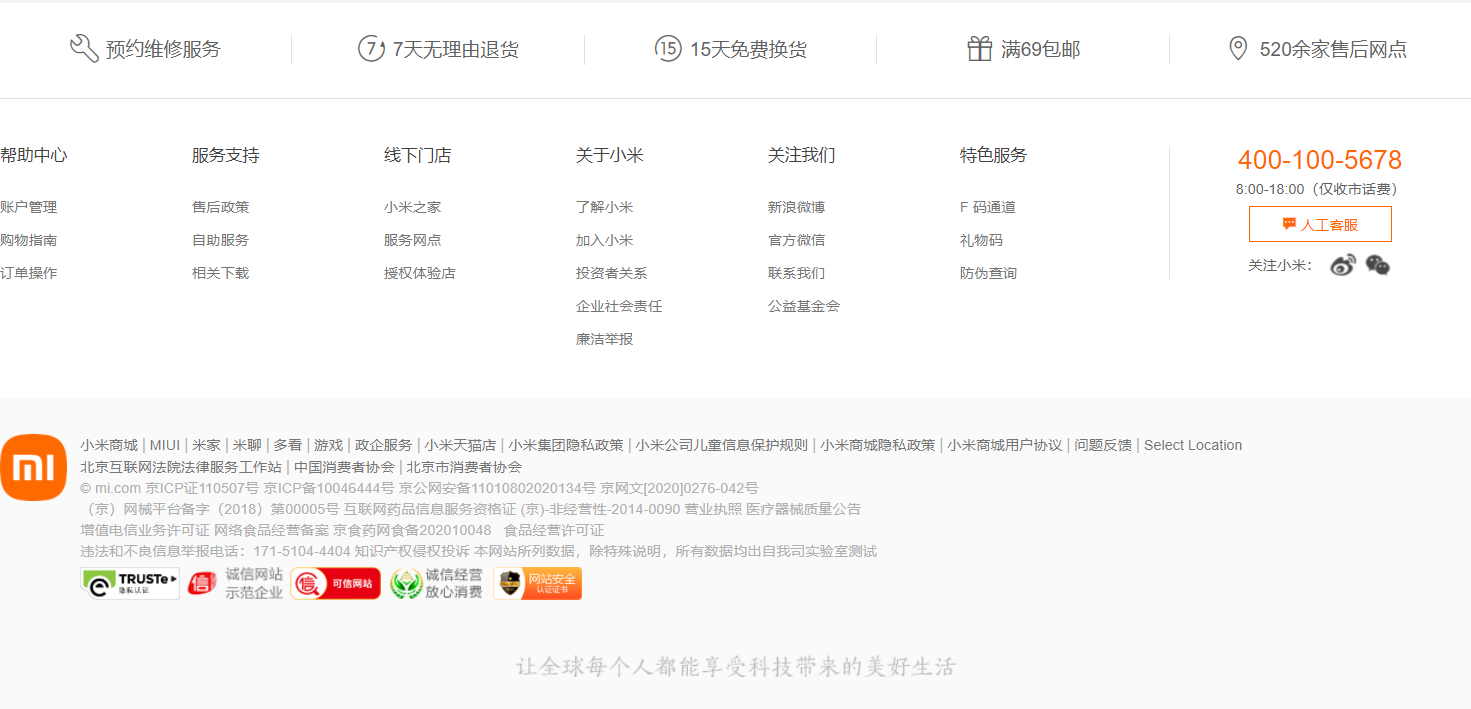 预约维修服务
7 7天无理由退货
15 15天免费换货
满69包邮
520余家售后网点
帮助中心
账户管理
购物指南
订单操作
服务支持
售后政策
自助服务
相关下载
线下门店
小米之家
服务网点
授权体验店
关于小米
了解小米
加入小米
投资者关系
企业社会责任
廉洁举报
关注我们
新浪微博
官方微信
联系我们
公益基金会
特色服务
F 码通道
礼物码
防伪查询
400-100-5678
8:00-18:00（仅收市话费）
人工客服
关注小米：
mi
小米商城 | MIUI | 米家 | 米聊 | 多看 | 游戏 | 政企服务 | 小米天猫店 | 小米集团隐私政策 | 小米公司儿童信息保护规则 | 小米商城隐私政策 | 小米商城用户协议 | 问题反馈 | Select Location
北京互联网法院法律服务工作站 | 中国消费者协会 | 北京市消费者协会
© mi.com 京ICP证110507号 京ICP备10046444号 京公网安备11010802020134号 京网文[2020]0276-042号
（京）网械平台备字（2018）第00005号 互联网药品信息服务资格证 (京)-非经营性-2014-0090 营业执照 医疗器械质量公告
增值电信业务许可证 网络食品经营备案 京食药网食备202010048 食品经营许可证
违法和不良信息举报电话：171-5104-4404 知识产权侵权投诉 本网站所列数据，除特殊说明，所有数据均出自我司实验室测试
TRUSTe
隐私认证
信
诚信网站
示范企业
信 可信网站
诚信经营
放心消费
网站安全
认证证书
让全球每个人都能享受科技带来的美好生活